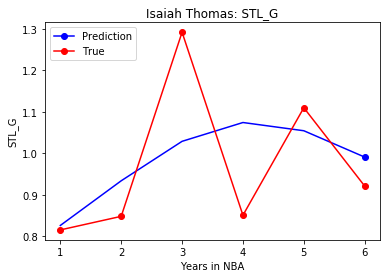 Isaiah Thomas: STL_G
Prediction
True
1.3
1.2
1.1
1.0
0.9
0.8
STL_G
1 2 3 4 5 6
Years in NBA